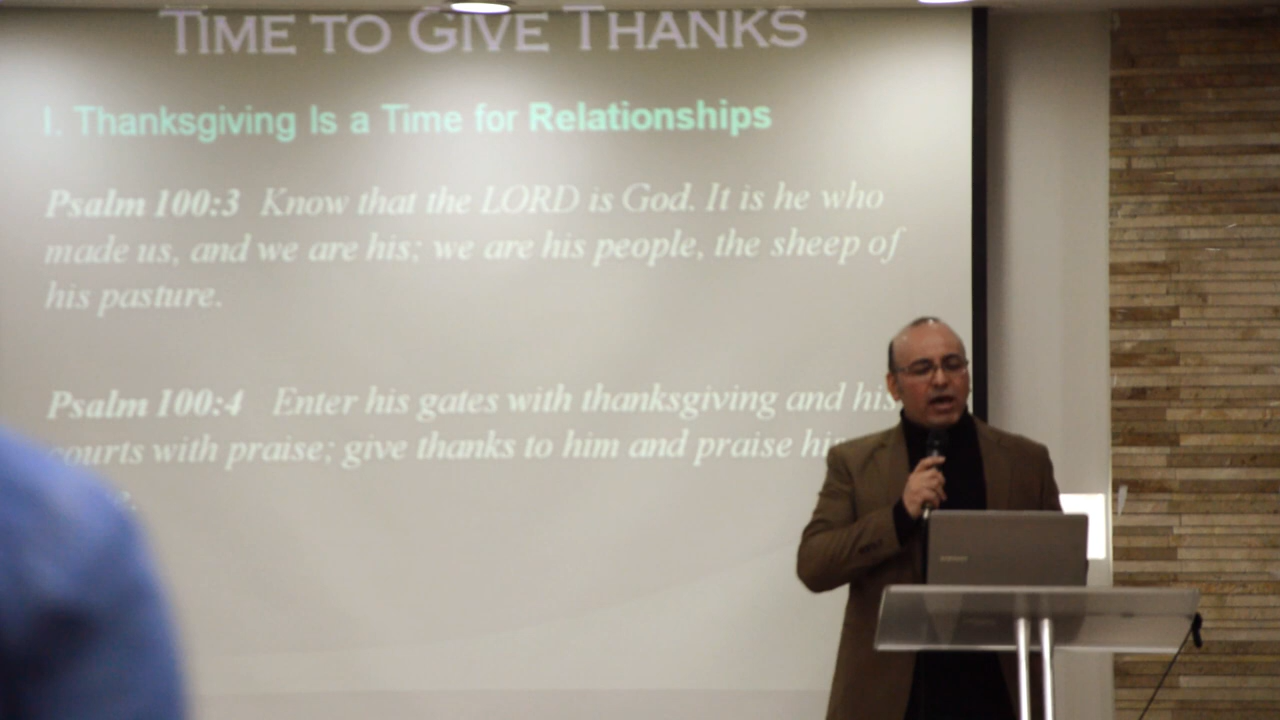 TIME TO GIVE THANKS
I. Thanksgiving Is a Time for Relationships
Psalm 100:3 Know that the LORD is God. It is he who
made us, and we are his; we are his people, the sheep of
his pasture.
Psalm 100:4 Enter his gates with thanksgiving and his
courts with praise; give thanks to him and praise his